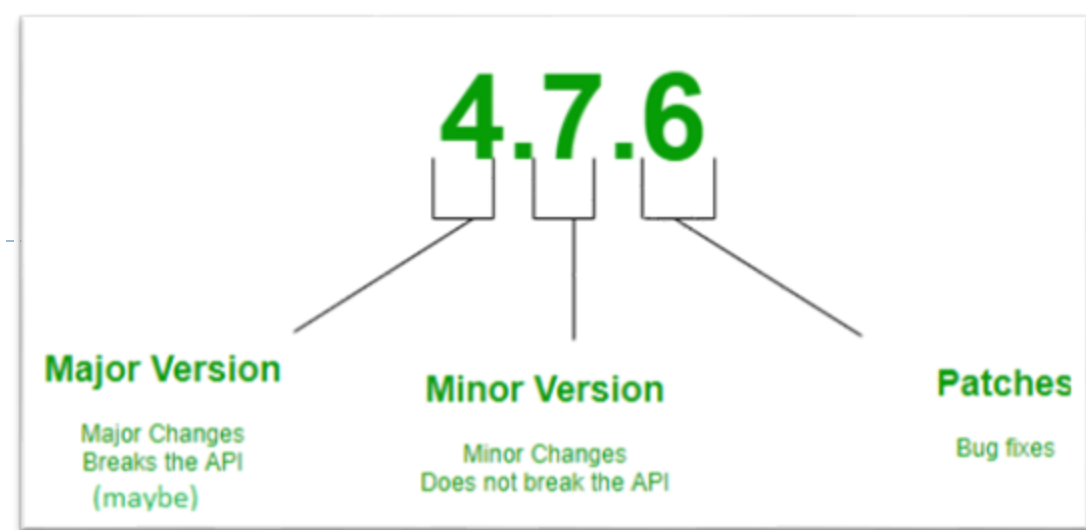 4.7.6
Major Version
Major Changes
Breaks the API
(maybe)
Minor Version
Minor Changes
Does not break the API
Patches
Bug fixes